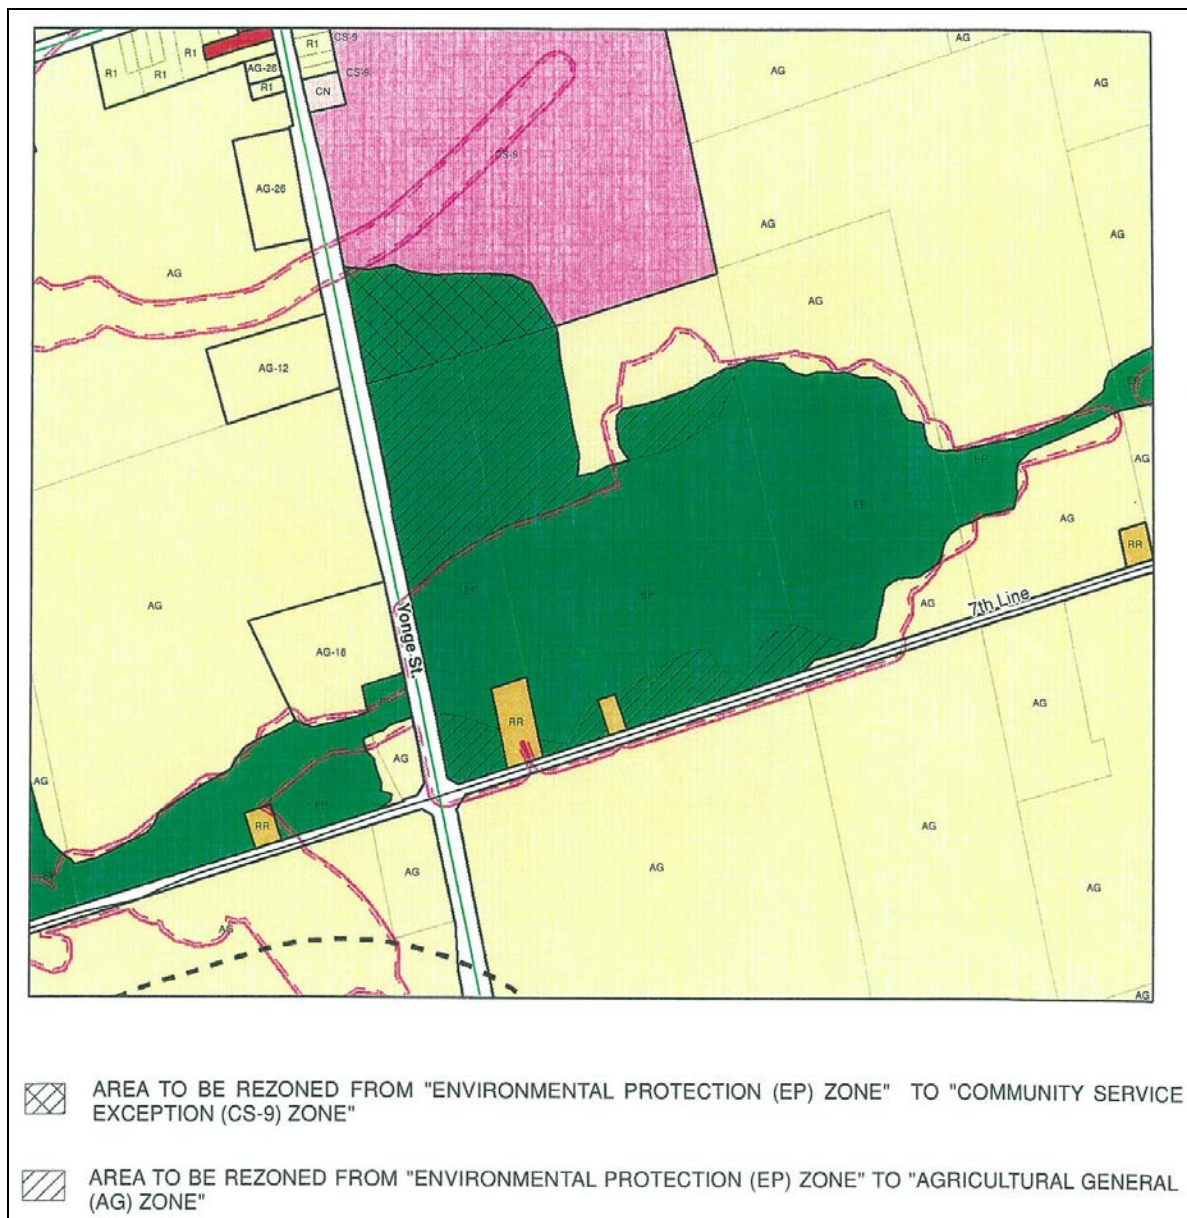 CS-9
R1
R1
AG
R1
R1
AG-26
CS-9
AG
AG
R1
CN
CS-9
AG-26
AG
AG
AG
AG
AG-12
EP
EP
AG
EP
AG
RR
EP
EP
AG
7th Line
AG
Yonge St.
AG-18
AG
RR
AG
AG
EP
RR
AG
AG
AG
AG
EP
AG
AG
AREA TO BE REZONED FROM "ENVIRONMENTAL PROTECTION (EP) ZONE" TO "COMMUNITY SERVICE
EXCEPTION (CS-9) ZONE"
AREA TO BE REZONED FROM "ENVIRONMENTAL PROTECTION (EP) ZONE" TO "AGRICULTURAL GENERAL
(AG) ZONE"